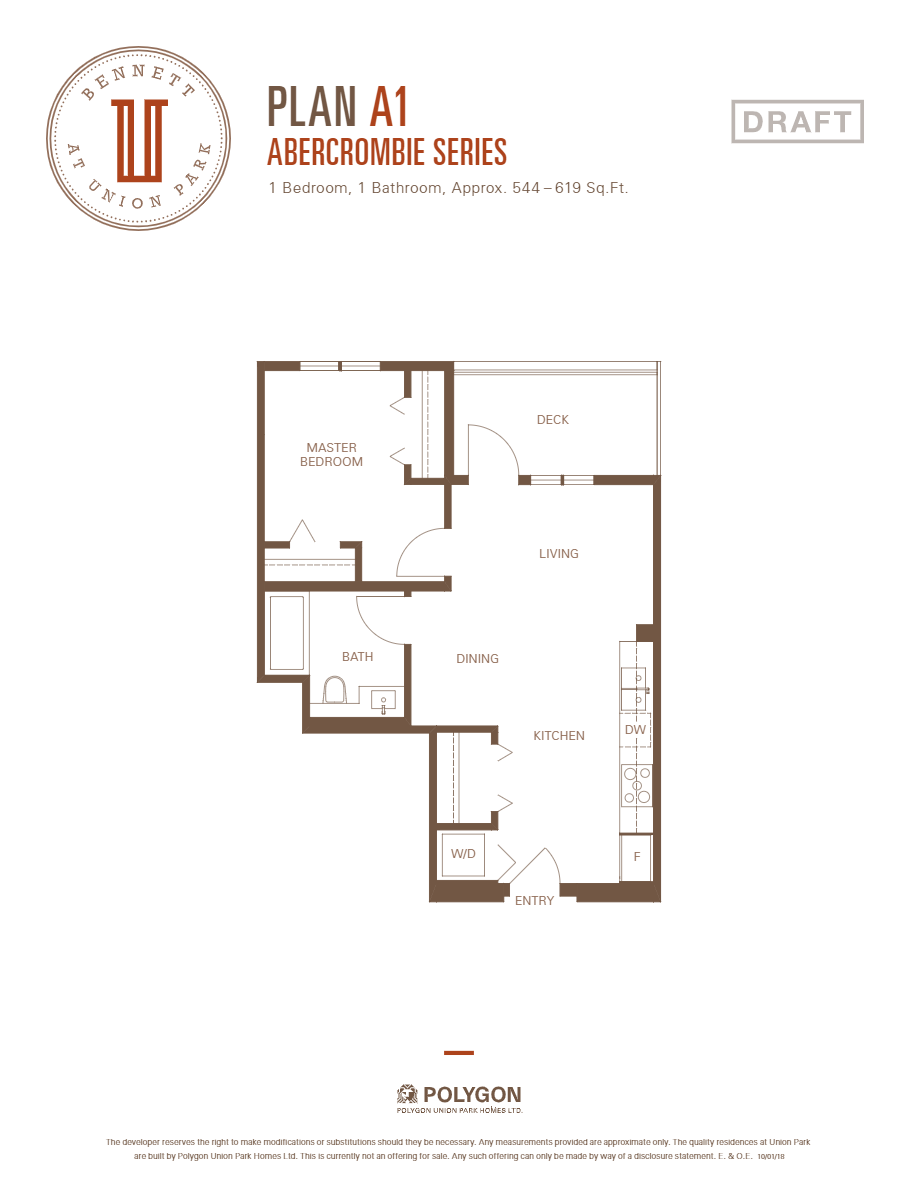 BENNETT
AT UNION PARK
PLAN A1
ABERCROMBIE SERIES
1 Bedroom, 1 Bathroom, Approx. 544–619 Sq.Ft.
DRAFT
DECK
MASTER
BEDROOM
LIVING
BATH
DINING
DW
KITCHEN
W/D
F
ENTRY
POLYGON
POLYGON UNION PARK HOMES LTD.
The developer reserves the right to make modifications or substitutions should they be necessary. Any measurements provided are approximate only. The quality residences at Union Park
are built by Polygon Union Park Homes Ltd. This is currently not an offering for sale. Any such offering can only be made by way of a disclosure statement. E. & O.E. 10/01/18